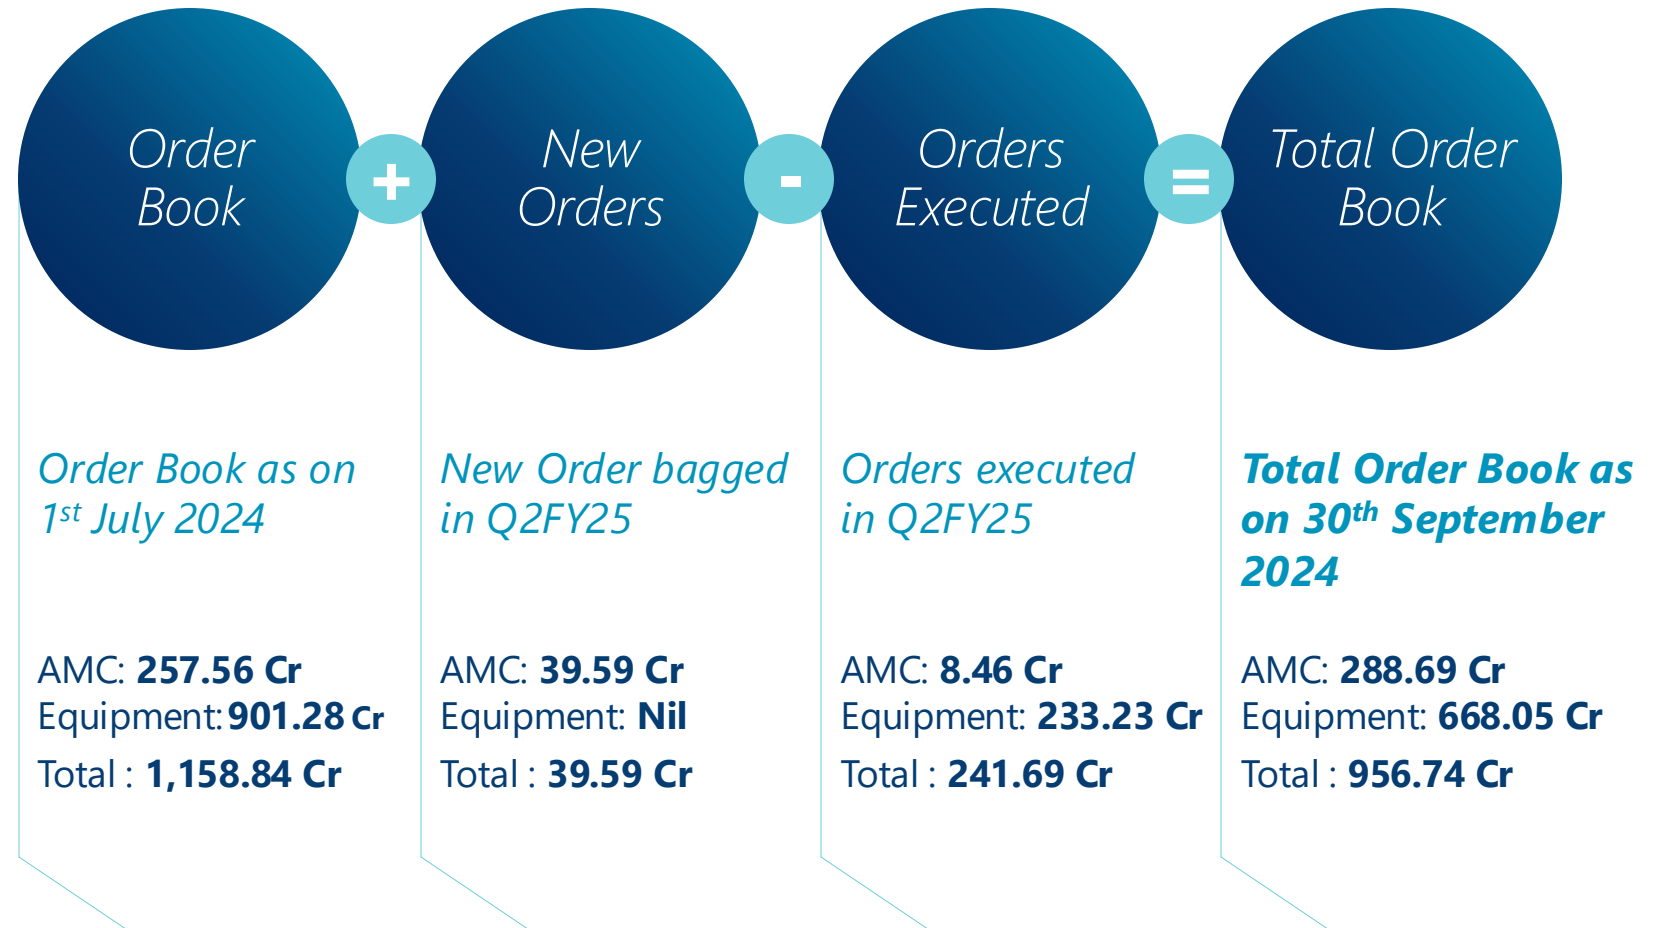 Order
Book
+
New
Orders
-
Orders
Executed
=
Total Order
Book
Order Book as on
1st July 2024
AMC: 257.56 Cr
Equipment: 901.28 Cr
Total : 1,158.84 Cr
New Order bagged
in Q2FY25
AMC: 39.59 Cr
Equipment: Nil
Total : 39.59 Cr
Orders executed
in Q2FY25
AMC: 8.46 Cr
Equipment: 233.23 Cr
Total : 241.69 Cr
Total Order Book as
on 30th September
2024
AMC: 288.69 Cr
Equipment: 668.05 Cr
Total : 956.74 Cr